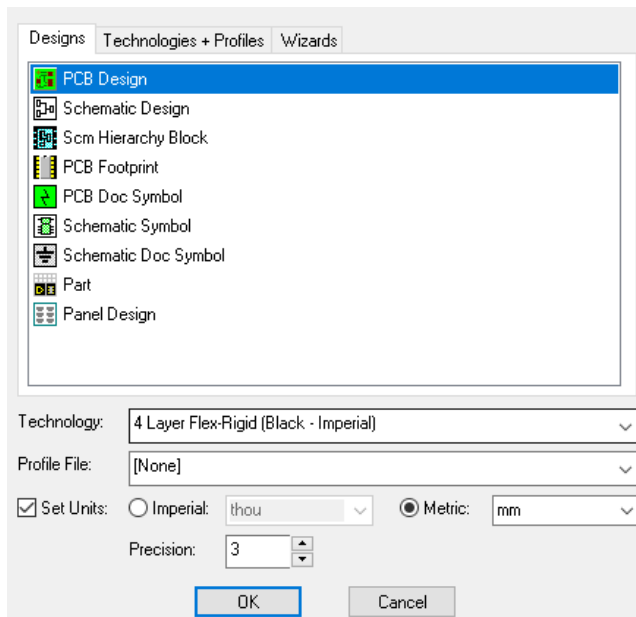 Designs Technologies + Profiles Wizards
PCB Design
Schematic Design
Scm Hierarchy Block
PCB Footprint
PCB Doc Symbol
Schematic Symbol
Schematic Doc Symbol
Part
Panel Design
Technology: 4 Layer Flex-Rigid (Black - Imperial)
Profile File: [None]
Set Units: Imperial: thou Metric: mm
Precision: 3
OK Cancel